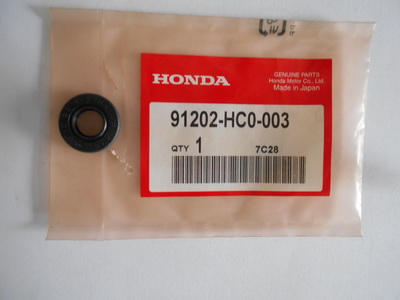 HONDA
GENUINE PARTS
Honda Motor Co., Ltd.
Made in Japan
91202-HC0-003
QTY 1 7C28